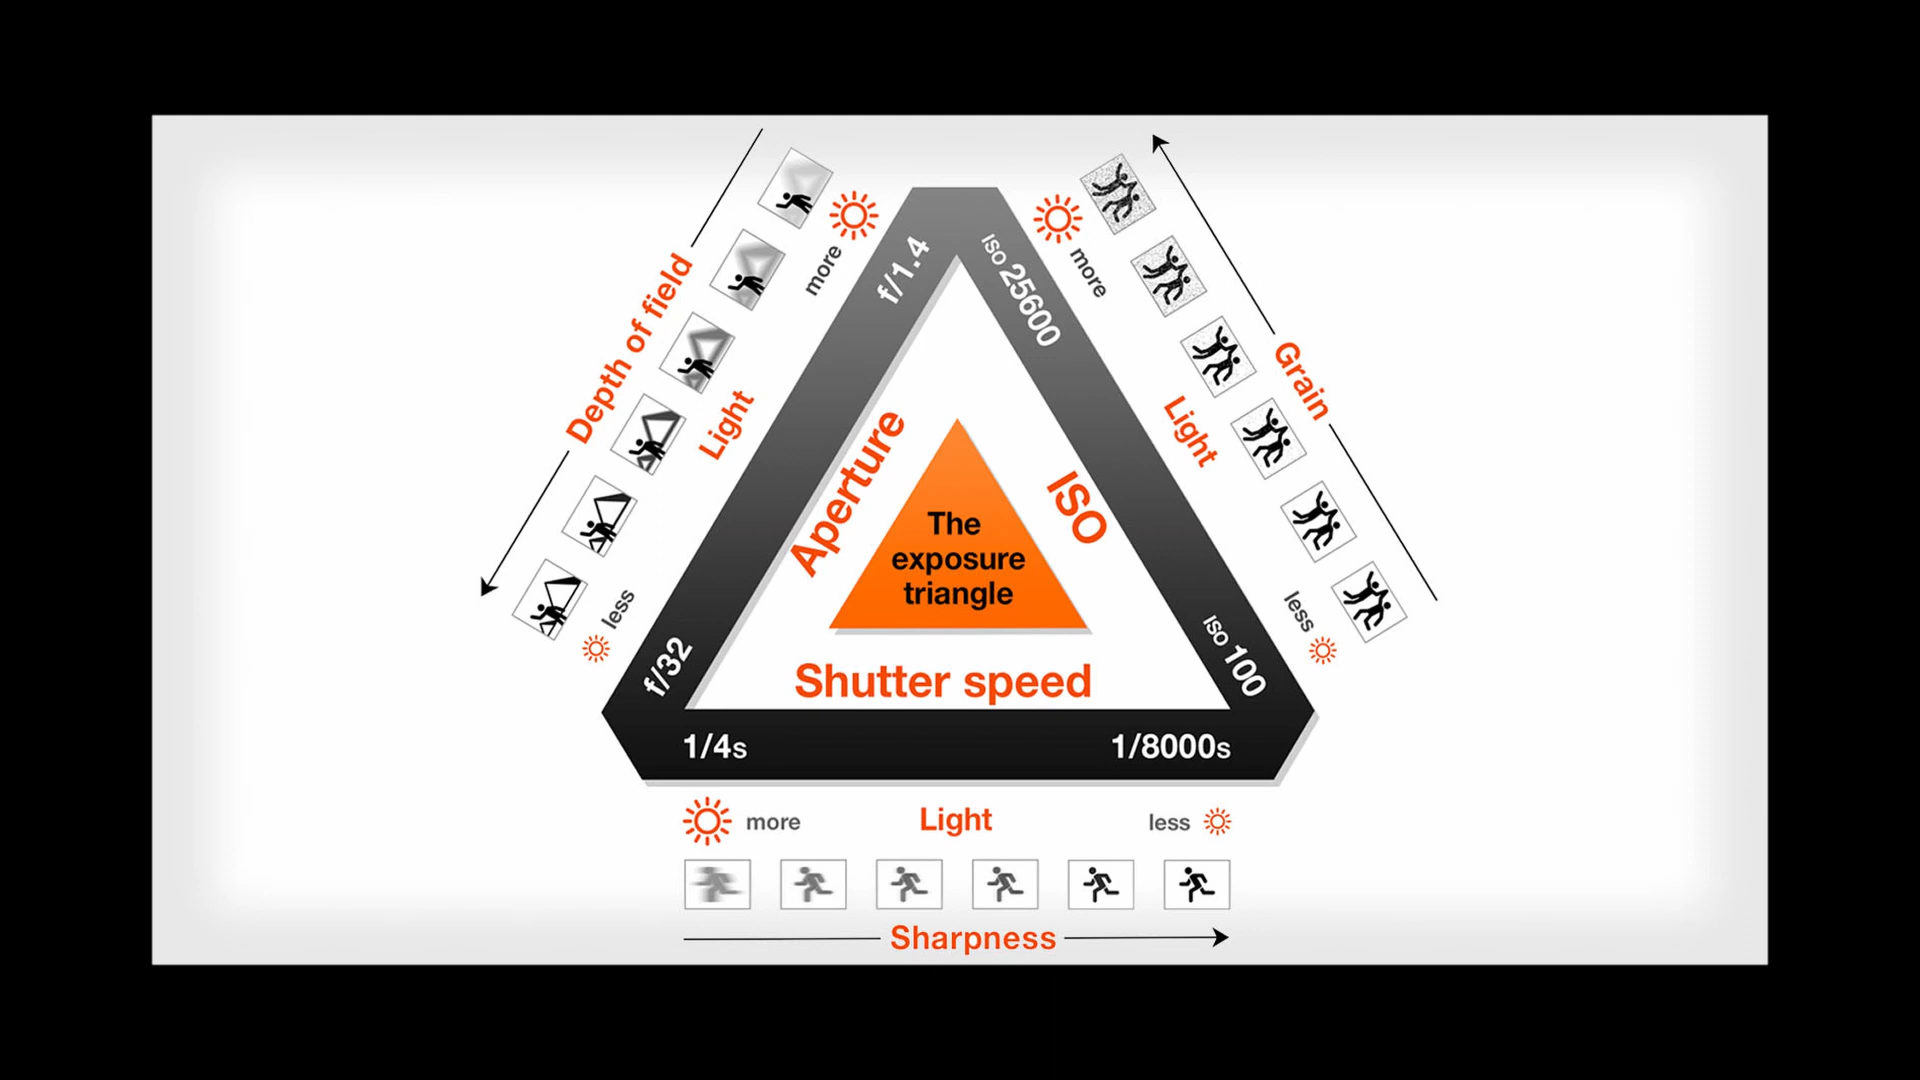 Depth of field
more
Light
less
f/1.4
f/32
Aperture
ISO 25600
ISO 100
ISO
more
Light
less
Grain
The
exposure
triangle
Shutter speed
1/4s
1/8000s
more
Light
less
Sharpness